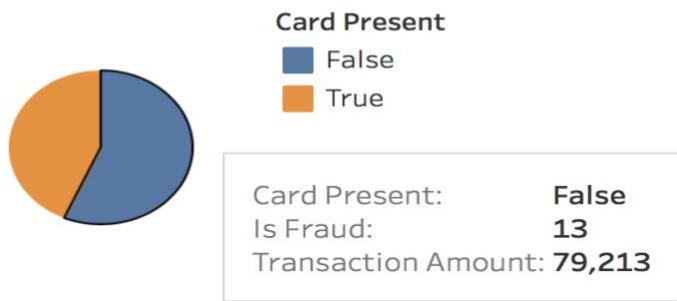 Card Present
False
True
Card Present: False
Is Fraud: 13
Transaction Amount: 79,213